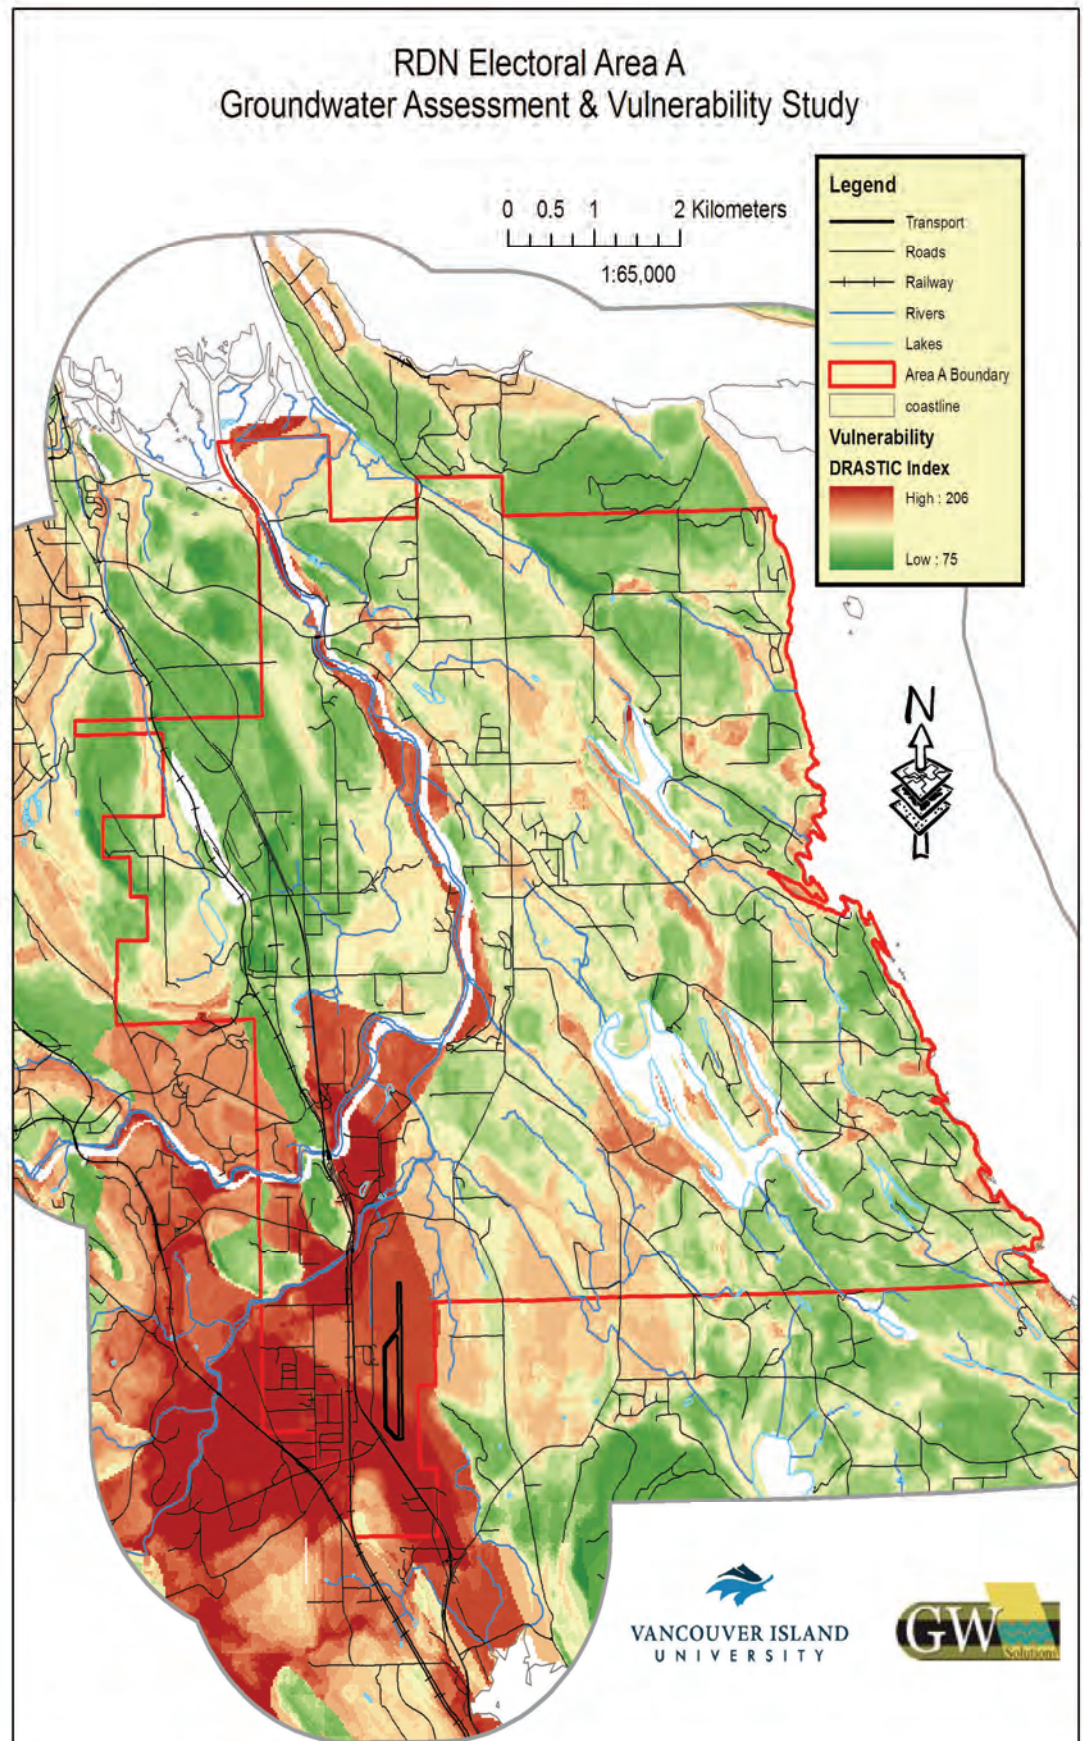 RDN Electoral Area A
Groundwater Assessment & Vulnerability Study
0 0.5 1 2 Kilometers
1:65,000
Legend
Transport
Roads
Railway
Rivers
Lakes
Area A Boundary
coastline
Vulnerability
DRASTIC Index
High : 206
Low : 75
N
VANCOUVER ISLAND
UNIVERSITY
GW
Solutions